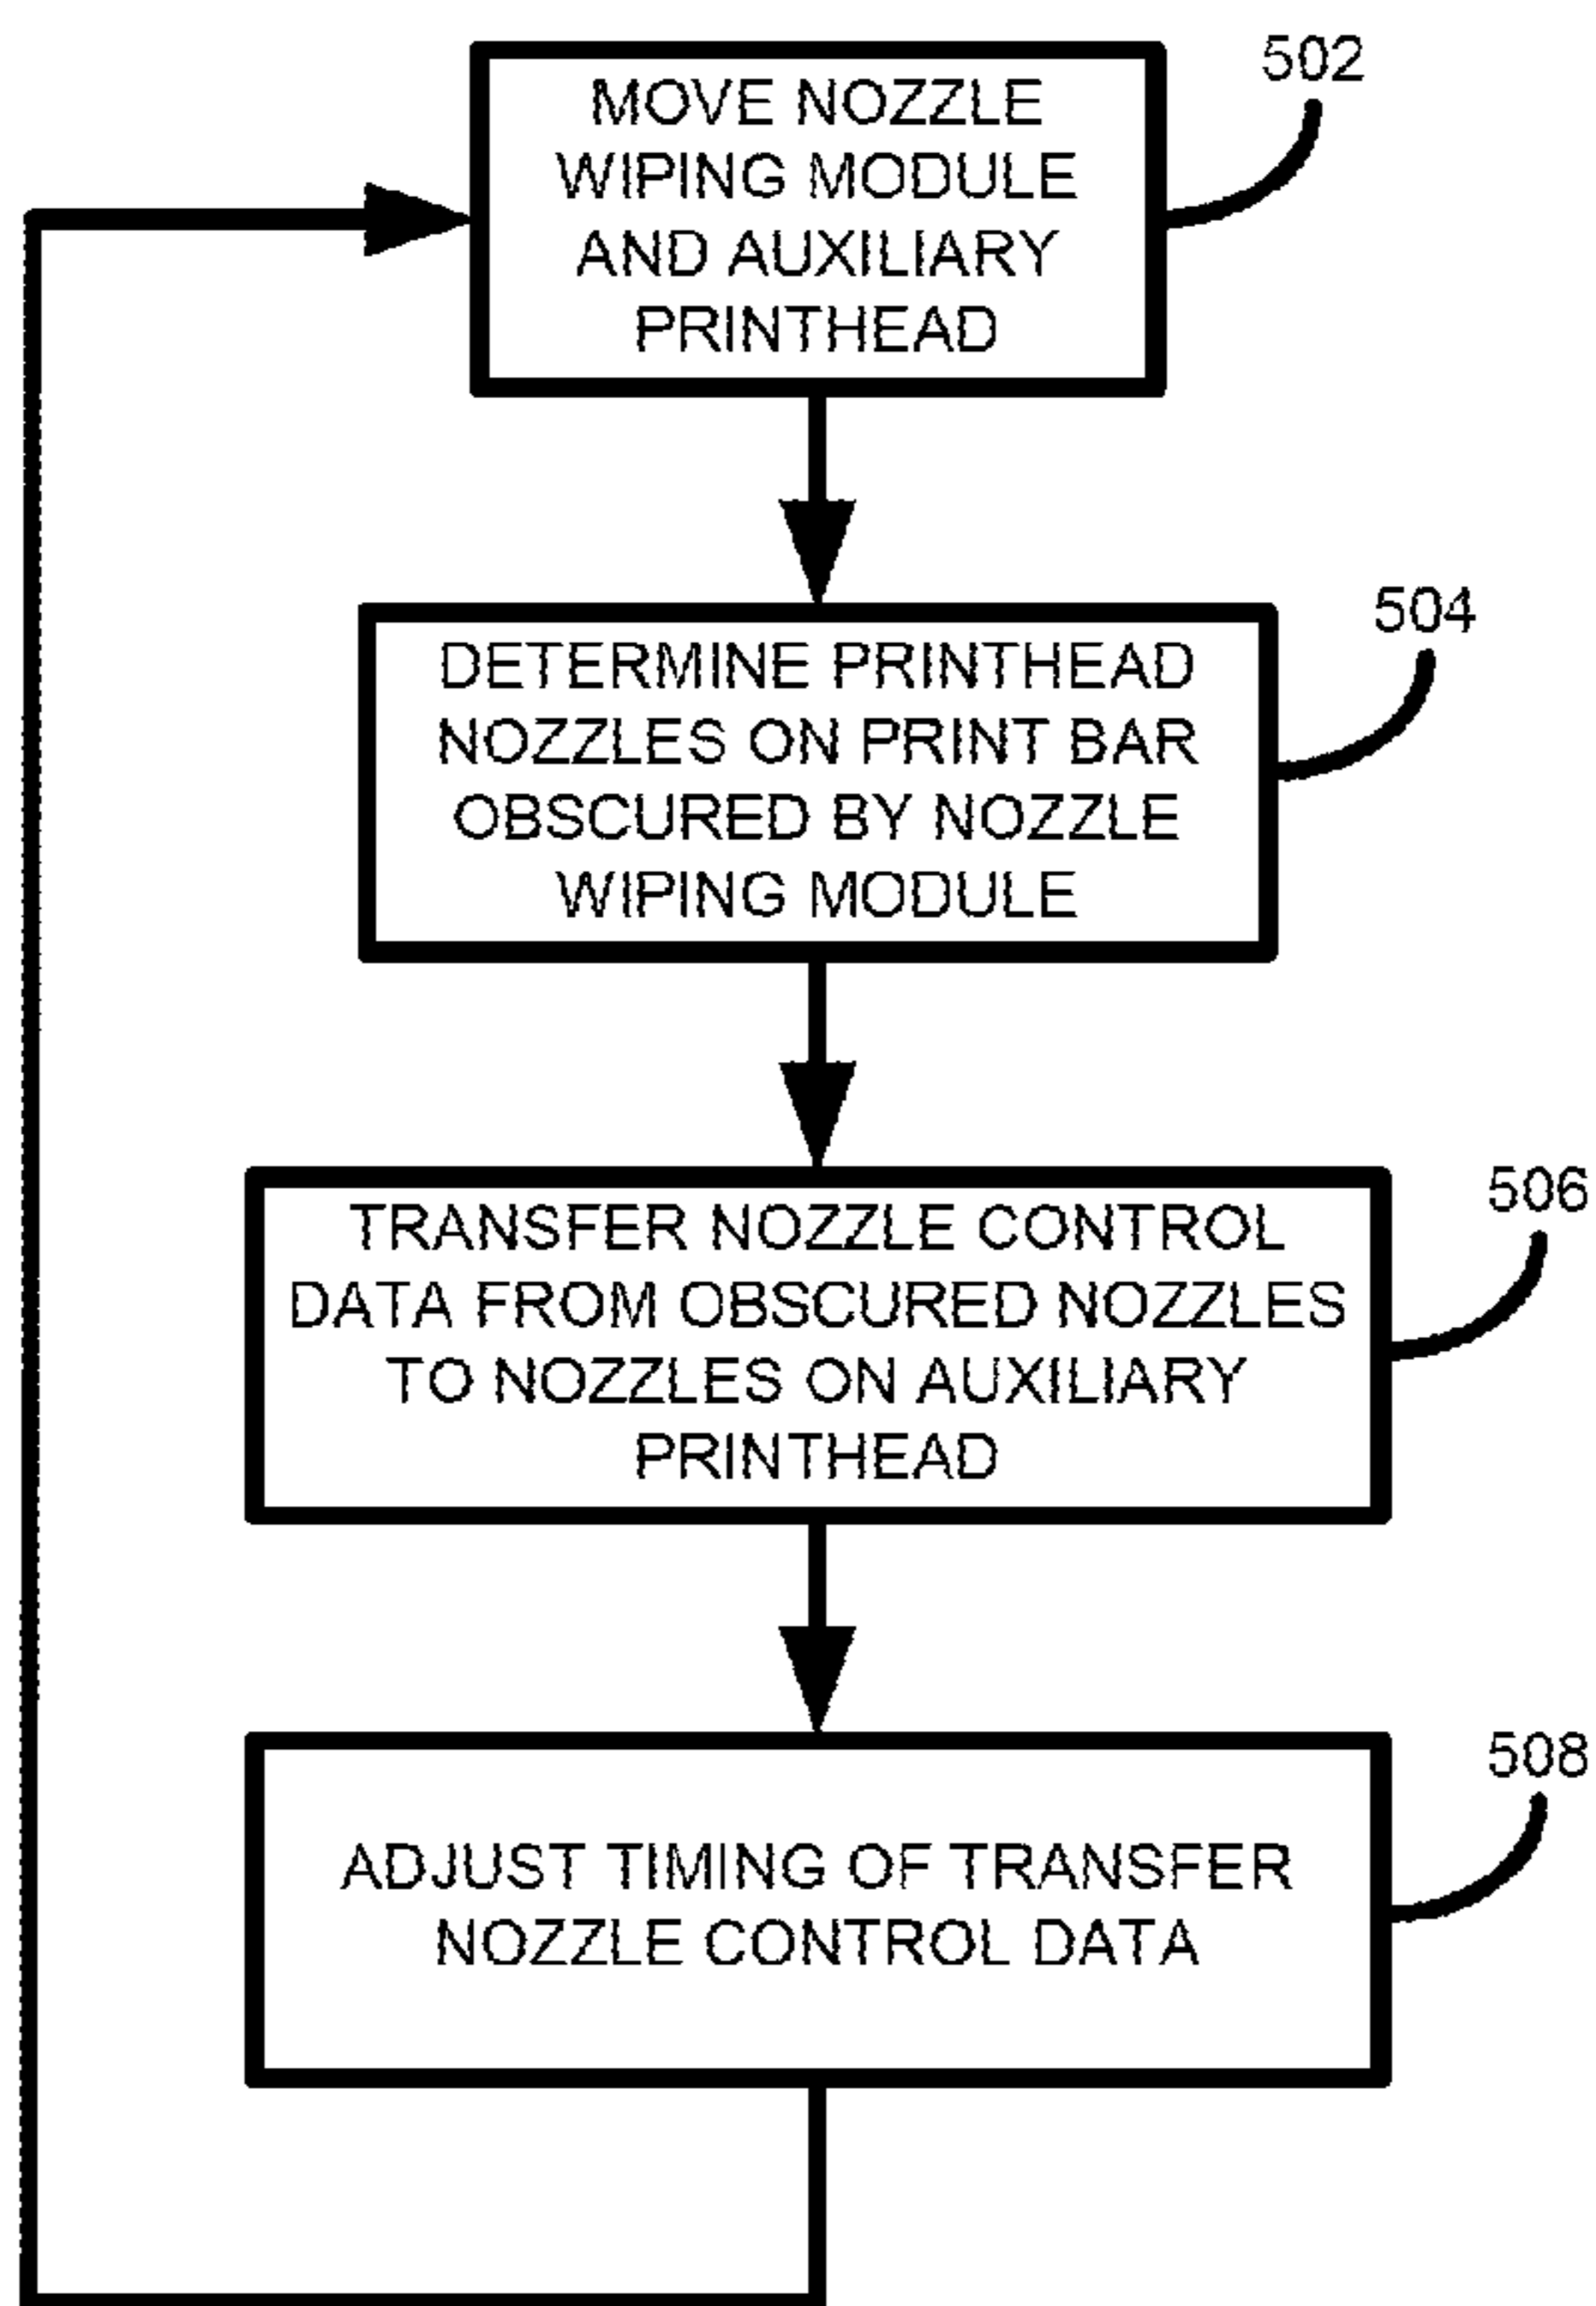 502
MOVE NOZZLE
WIPING MODULE
AND AUXILIARY
PRINTHEAD
504
DETERMINE PRINTHEAD
NOZZLES ON PRINT BAR
OBSCURED BY NOZZLE
WIPING MODULE
506
TRANSFER NOZZLE CONTROL
DATA FROM OBSCURED NOZZLES
TO NOZZLES ON AUXILIARY
PRINTHEAD
508
ADJUST TIMING OF TRANSFER
NOZZLE CONTROL DATA